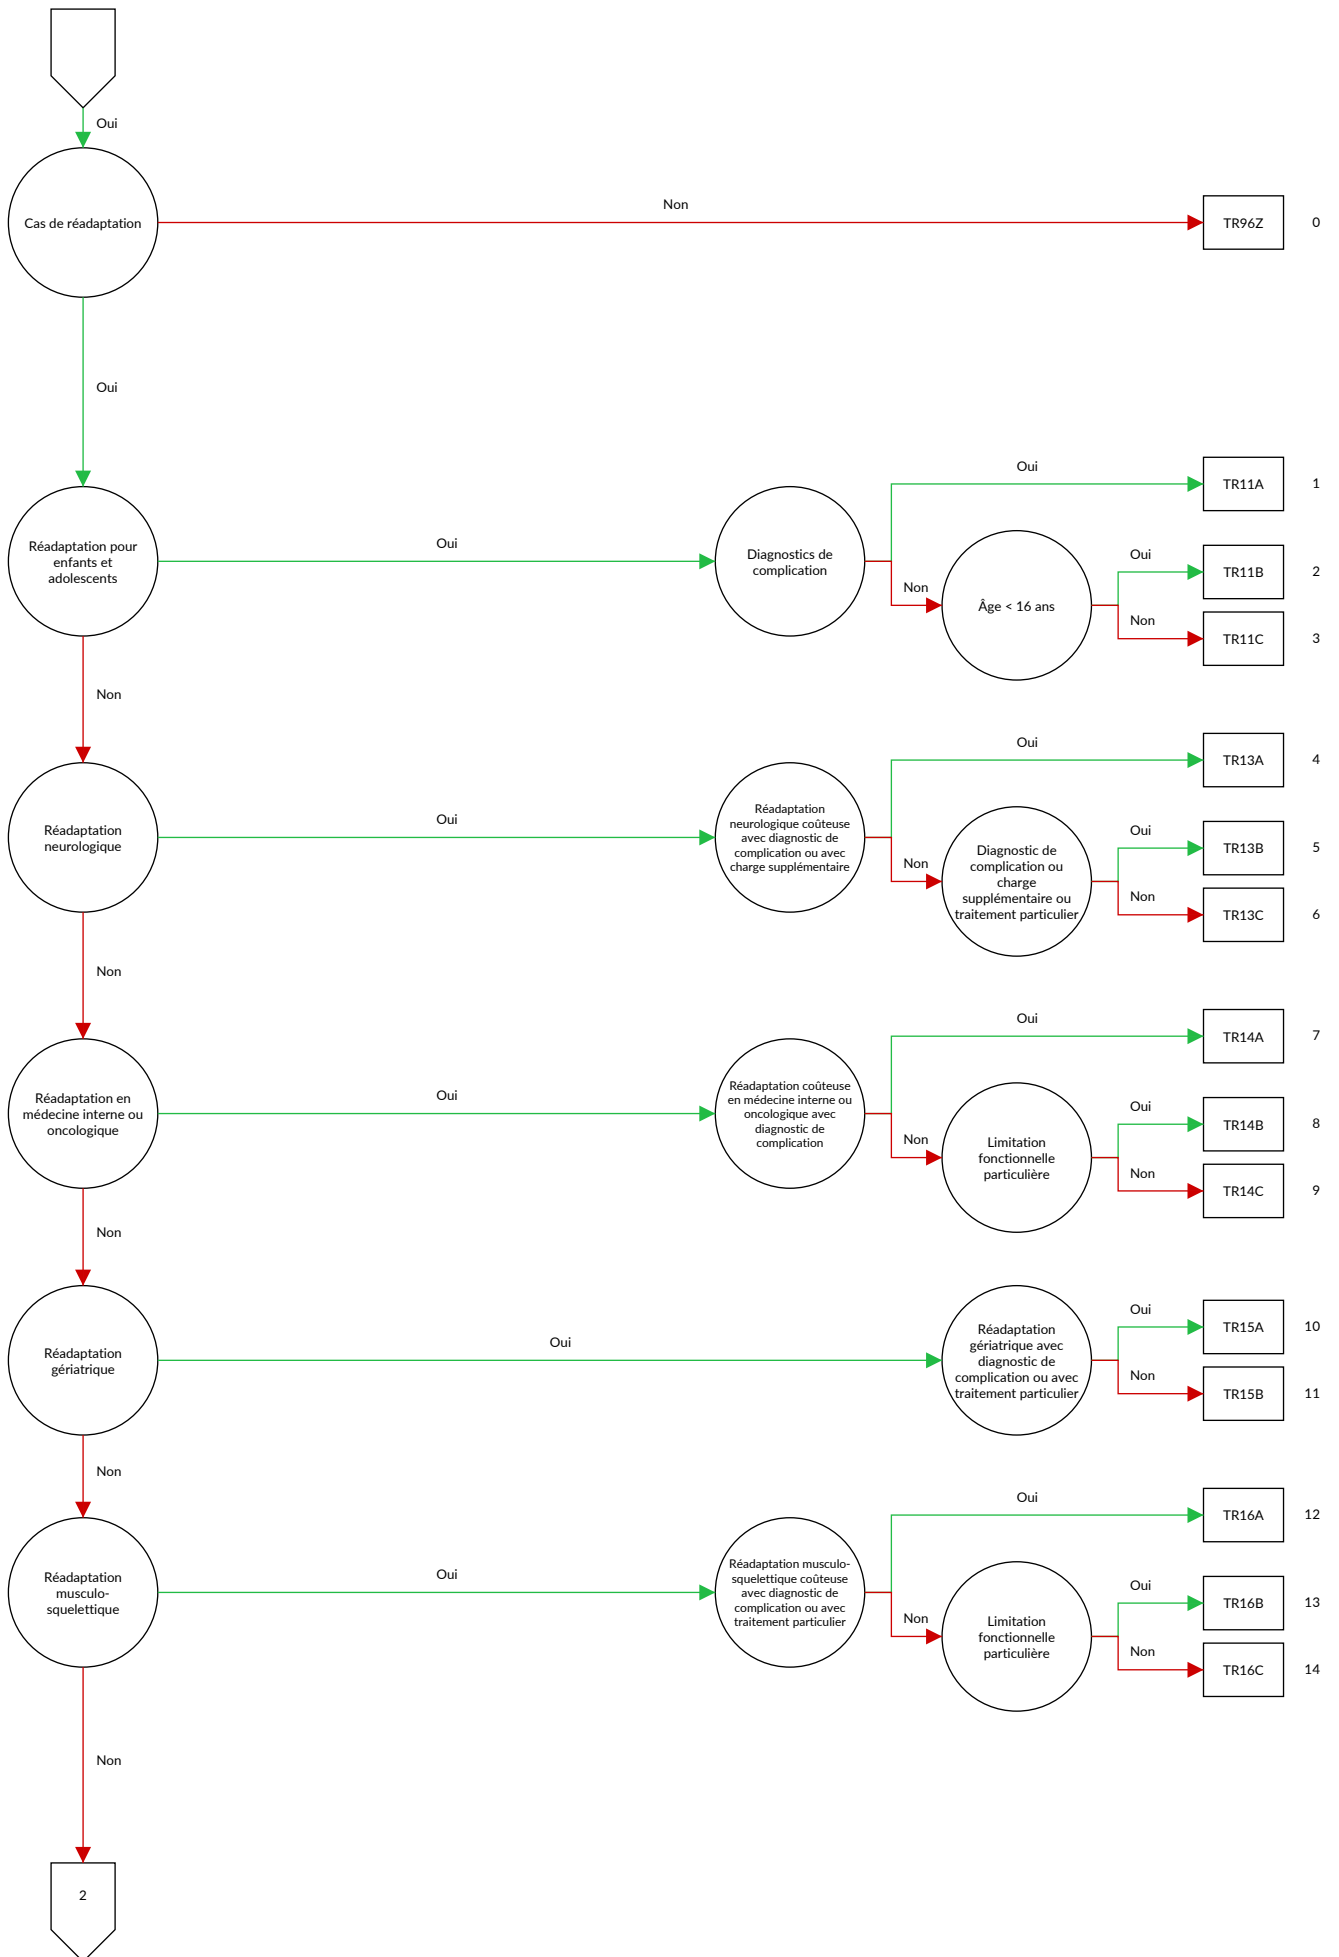 Oui
Cas de réadaptation
Non
TR96Z
0
Oui
Réadaptation pour
enfants et
adolescents
Oui
Diagnostics de
complication
Oui
TR11A
1
Non
Âge < 16 ans
Oui
TR11B
2
Non
TR11C
3
Non
Réadaptation
neurologique
Oui
Réadaptation
neurologique coûteuse
avec diagnostic de
complication ou avec
charge supplémentaire
Oui
TR13A
4
Non
Diagnostic de
complication ou
charge
supplémentaire ou
traitement particulier
Oui
TR13B
5
Non
TR13C
6
Non
Réadaptation en
médecine interne ou
oncologique
Oui
Réadaptation coûteuse
en médecine interne ou
oncologique avec
diagnostic de
complication
Oui
TR14A
7
Non
Limitation
fonctionnelle
particulière
Oui
TR14B
8
Non
TR14C
9
Non
Réadaptation
gériatrique
Oui
Réadaptation
gériatrique avec
diagnostic de
complication ou avec
traitement particulier
Oui
TR15A
10
Non
TR15B
11
Non
Réadaptation
musculo-
squelettique
Oui
Réadaptation musculo-
squelettique coûteuse
avec diagnostic de
complication ou avec
traitement particulier
Oui
TR16A
12
Non
Limitation
fonctionnelle
particulière
Oui
TR16B
13
Non
TR16C
14
Non
2